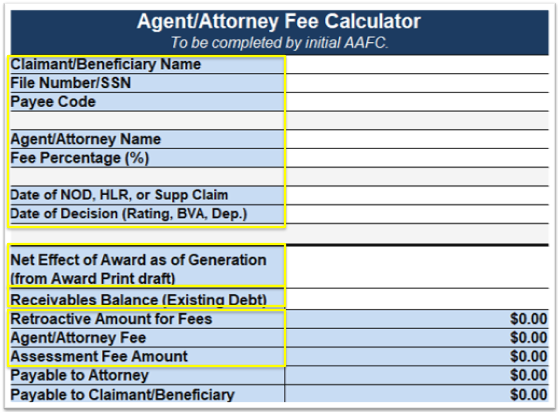 Agent/Attorney Fee Calculator
To be completed by initial AAFC.
Claimant/Beneficiary Name
File Number/SSN
Payee Code
Agent/Attorney Name
Fee Percentage (%)
Date of NOD, HLR, or Supp Claim
Date of Decision (Rating, BVA, Dep.)
Net Effect of Award as of Generation
(from Award Print draft)
Receivables Balance (Existing Debt)
Retroactive Amount for Fees $0.00
Agent/Attorney Fee $0.00
Assessment Fee Amount $0.00
Payable to Attorney $0.00
Payable to Claimant/Beneficiary $0.00